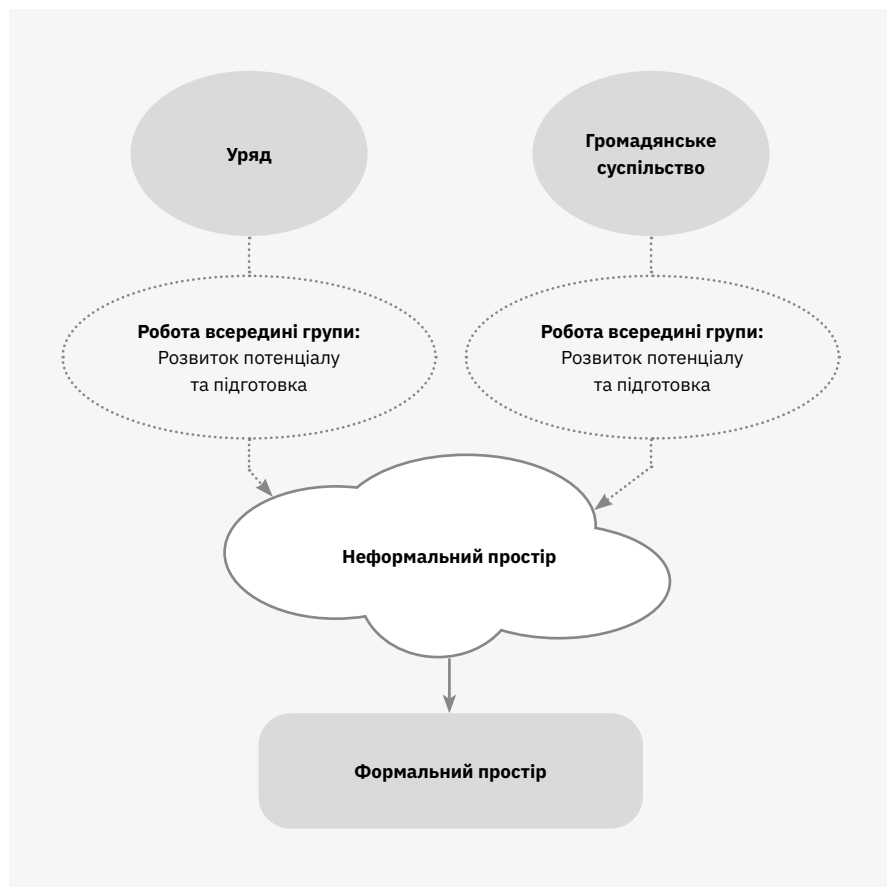 Уряд
Громадянське
суспільство
Робота всередині групи:
Розвиток потенціалу
та підготовка
Робота всередині групи:
Розвиток потенціалу
та підготовка
Неформальний простір
Формальний простір